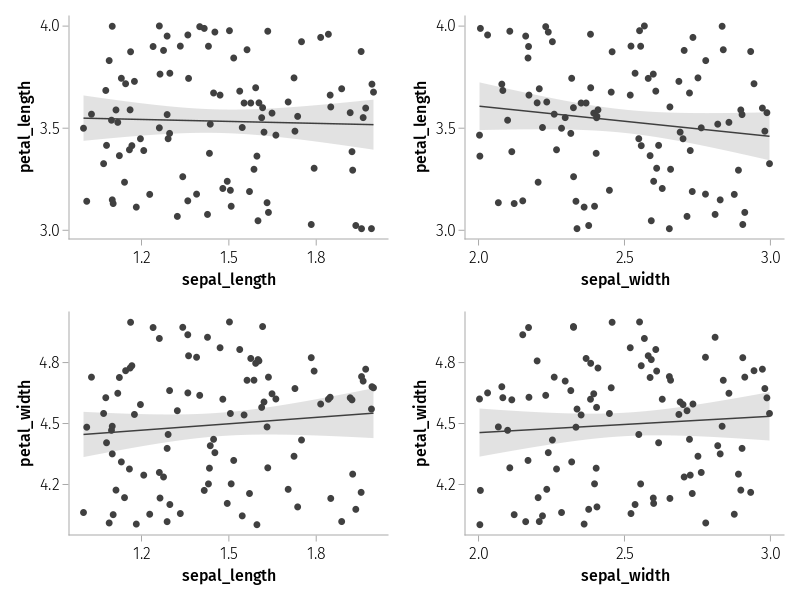 petal_length
4.0
3.5
3.0
1.2 1.5 1.8
sepal_length
petal_length
4.0
3.5
3.0
2.0 2.5 3.0
sepal_width
petal_width
4.8
4.5
4.2
1.2 1.5 1.8
sepal_length
petal_width
4.8
4.5
4.2
2.0 2.5 3.0
sepal_width